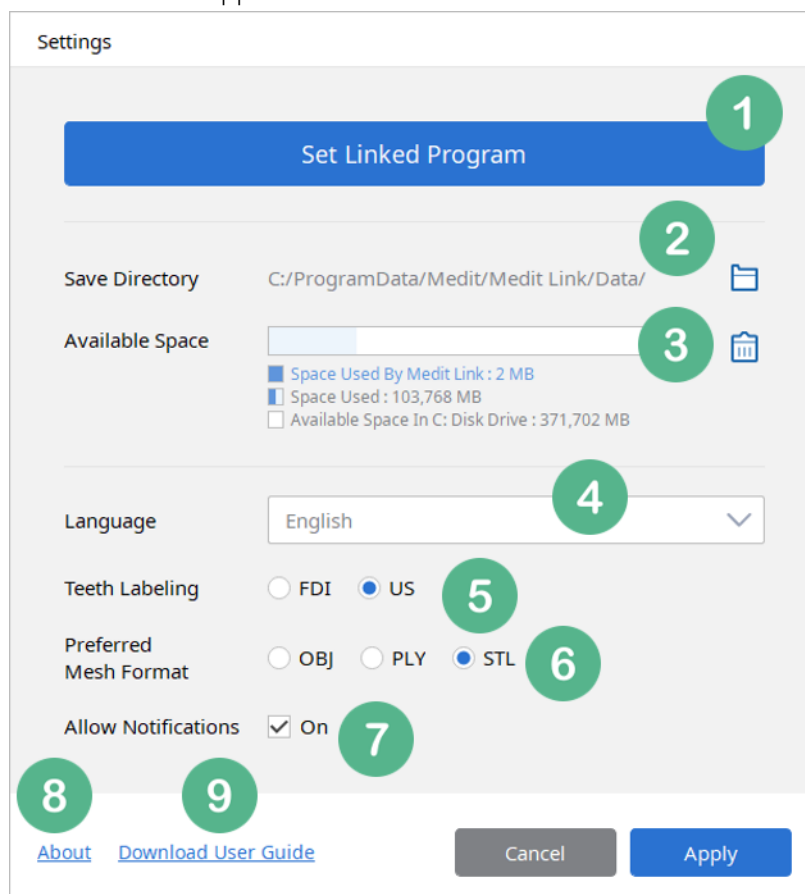 Settings
1
Set Linked Program
2
Save Directory C:/ProgramData/Medit/Medit Link/Data/
Available Space 3
Space Used By Medit Link : 2 MB
Space Used : 103,768 MB
Available Space In C: Disk Drive : 371,702 MB
4
Language English
Teeth Labeling FDI US 5
Preferred
Mesh Format OBJ PLY STL 6
Allow Notifications On 7
8 9
About Download User Guide Cancel Apply